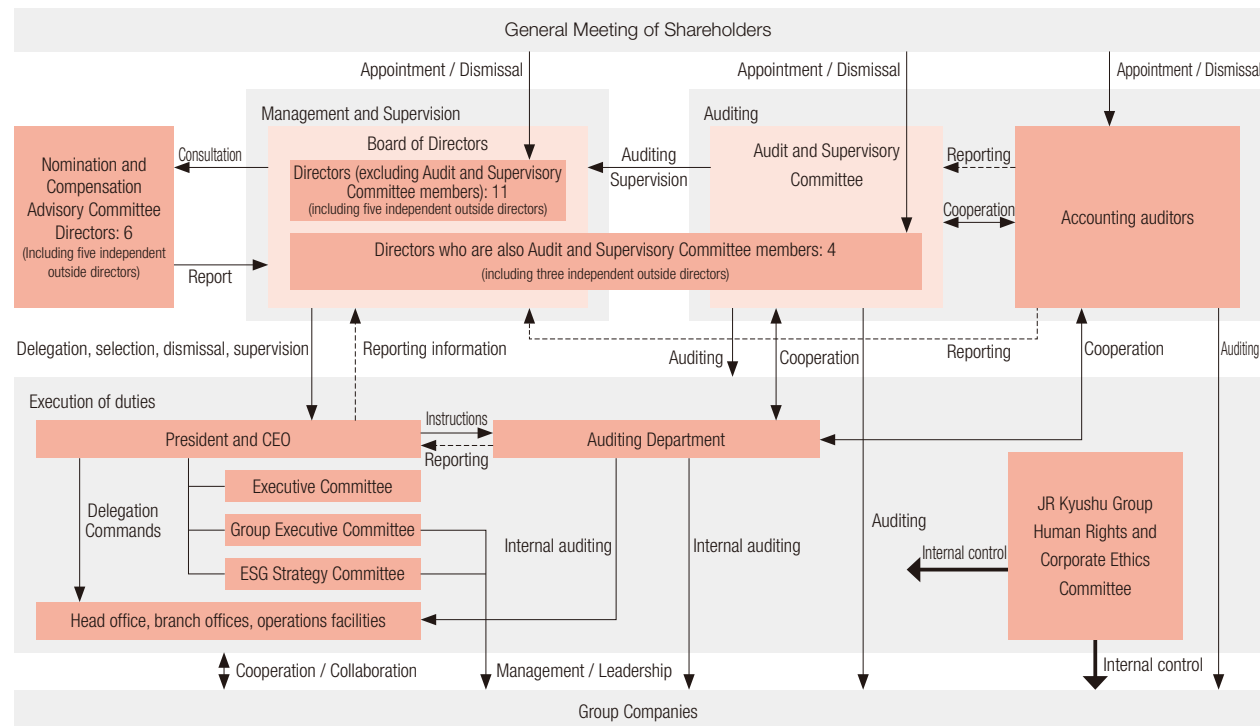 General Meeting of Shareholders
Appointment / Dismissal
Appointment / Dismissal
Appointment / Dismissal
Management and Supervision
Auditing
Nomination and
Compensation
Advisory Committee
Directors: 6
(Including five independent
outside directors)
Consultation
Report
Board of Directors
Directors (excluding Audit and Supervisory
Committee members): 11
(including five independent outside directors)
Auditing
Supervision
Audit and Supervisory
Committee
Reporting
Cooperation
Accounting auditors
Directors who are also Audit and Supervisory Committee members: 4
(including three independent outside directors)
Delegation, selection, dismissal, supervision
Reporting information
Auditing
Cooperation
Reporting
Cooperation
Auditing
Execution of duties
President and CEO
Instructions
Reporting
Auditing Department
Executive Committee
Group Executive Committee
ESG Strategy Committee
Delegation
Commands
Head office, branch offices, operations facilities
Internal auditing
Internal auditing
Auditing
Internal control
JR Kyushu Group
Human Rights and
Corporate Ethics
Committee
Internal control
Cooperation / Collaboration
Management / Leadership
Group Companies